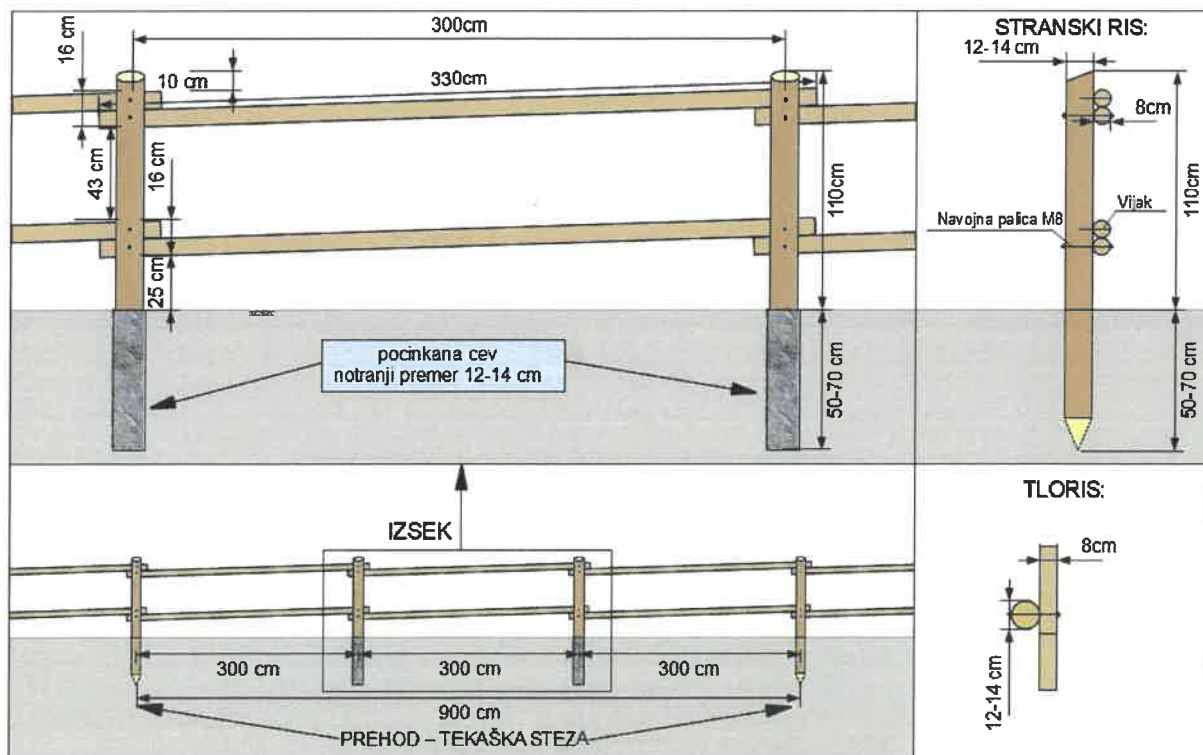 300cm
16 cm
10 cm
330cm
43 cm
16 cm
110cm
25 cm
pocinkana cev
notranji premer 12-14 cm
50-70 cm
STRANSKI RIS:
12-14 cm
8cm
110cm
Navojna palica M8
Vijak
50-70 cm
IZSEK
300 cm
300 cm
300 cm
900 cm
PREHOD – TEKAŠKA STEZA
TLORIS:
8cm
12-14 cm